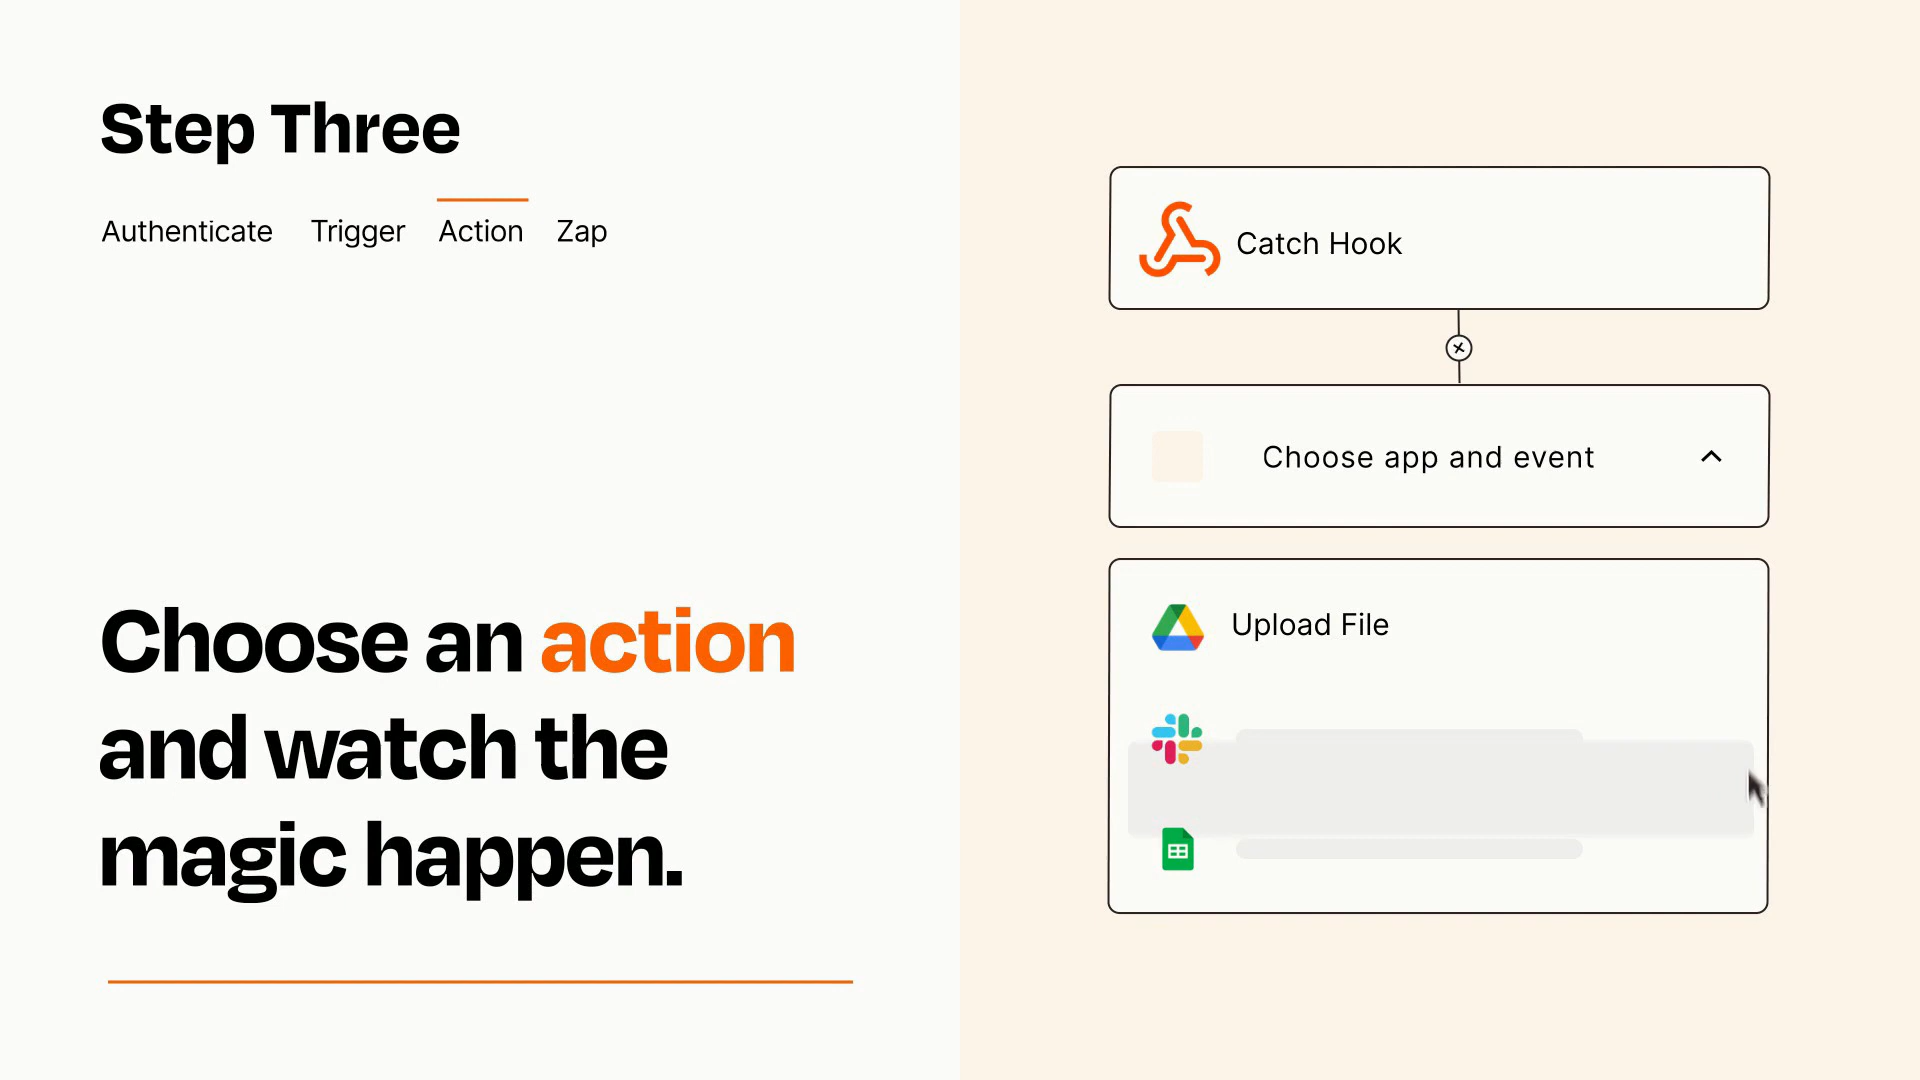 Step Three
Authenticate Trigger Action Zap
Choose an action
and watch the
magic happen.
Catch Hook
Choose app and event
Upload File